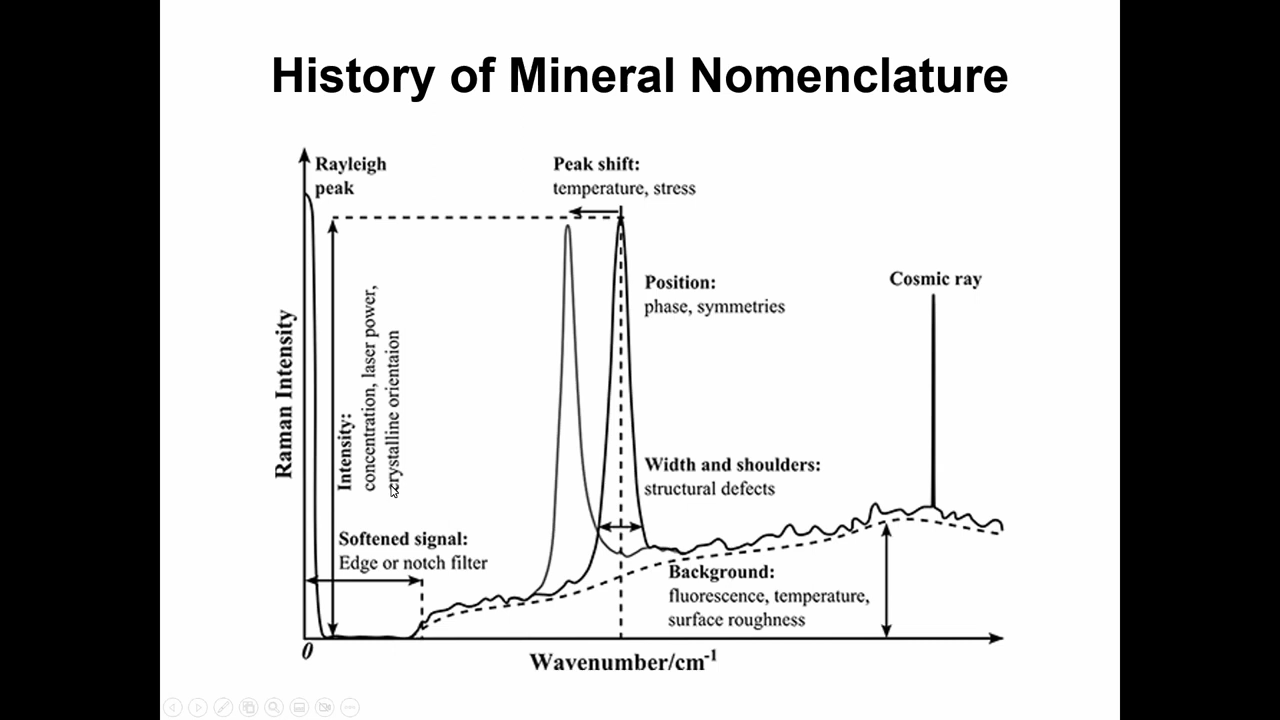 History of Mineral Nomenclature
Rayleigh
peak
Peak shift:
temperature, stress
Position:
phase, symmetries
Cosmic ray
Raman Intensity
Intensity:
concentration, laser power,
crystalline orientaion
Width and shoulders:
structural defects
Softened signal:
Edge or notch filter
Background:
fluorescence, temperature,
surface roughness
0
Wavenumber/cm⁻¹